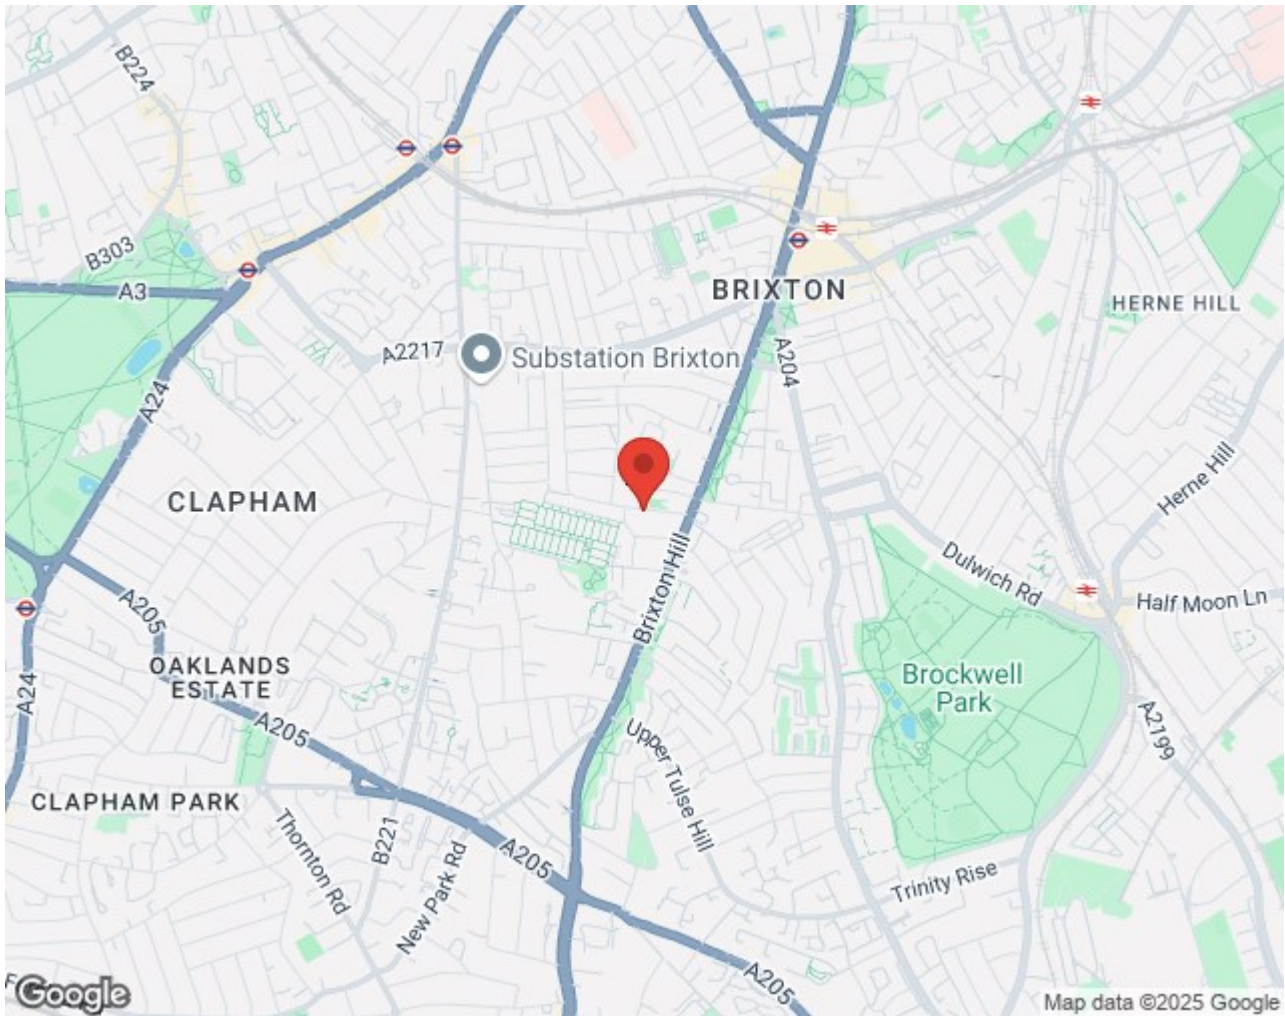 B224
B303
A3
BRIXTON
HERNE HILL
A2217
Substation Brixton
A204
A24
CLAPHAM
Herne Hill
Dulwich Rd
Brixton Hill
Half Moon Ln
A205
OAKLANDS
ESTATE
Brockwell
Park
A24
A205
A2199
Upper Tulse Hill
CLAPHAM PARK
Thornton Rd
B221
New Park Rd
A205
Trinity Rise
A205
Google
Map data ©2025 Google